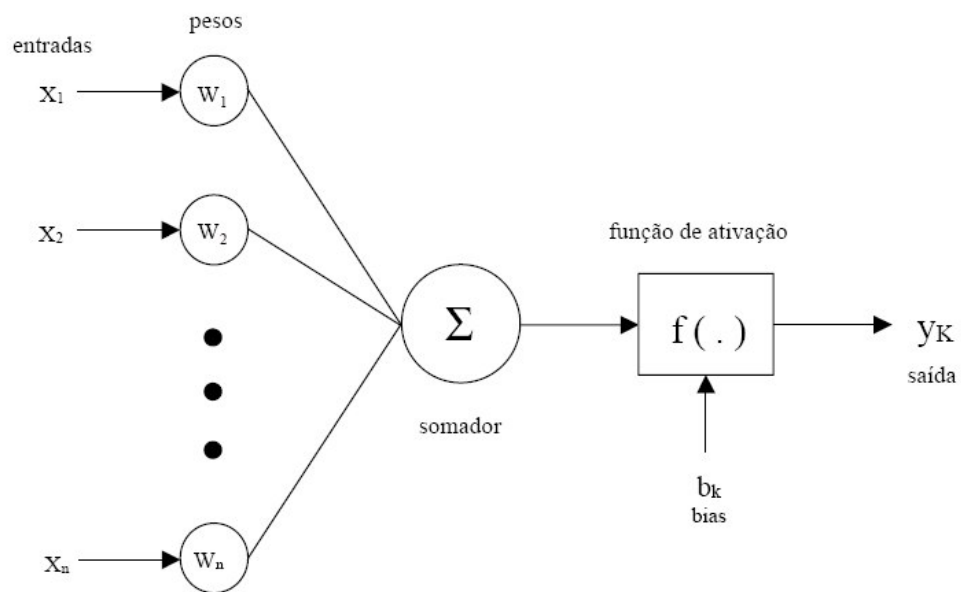 pesos
entradas
X₁
W₁
X₂
W₂
função de ativação
Σ
f ( . )
yK
saída
somador
bk
bias
Xn
Wn